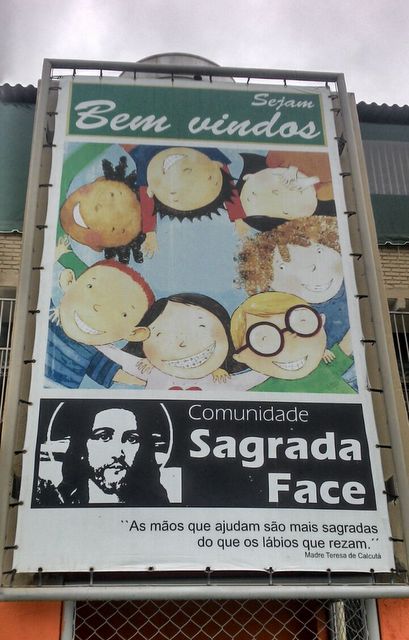 Sejam
Bem vindos
Comunidade
Sagrada
Face
``As mãos que ajudam são mais sagradas
do que os lábios que rezam.´´
Madre Teresa de Calcutá